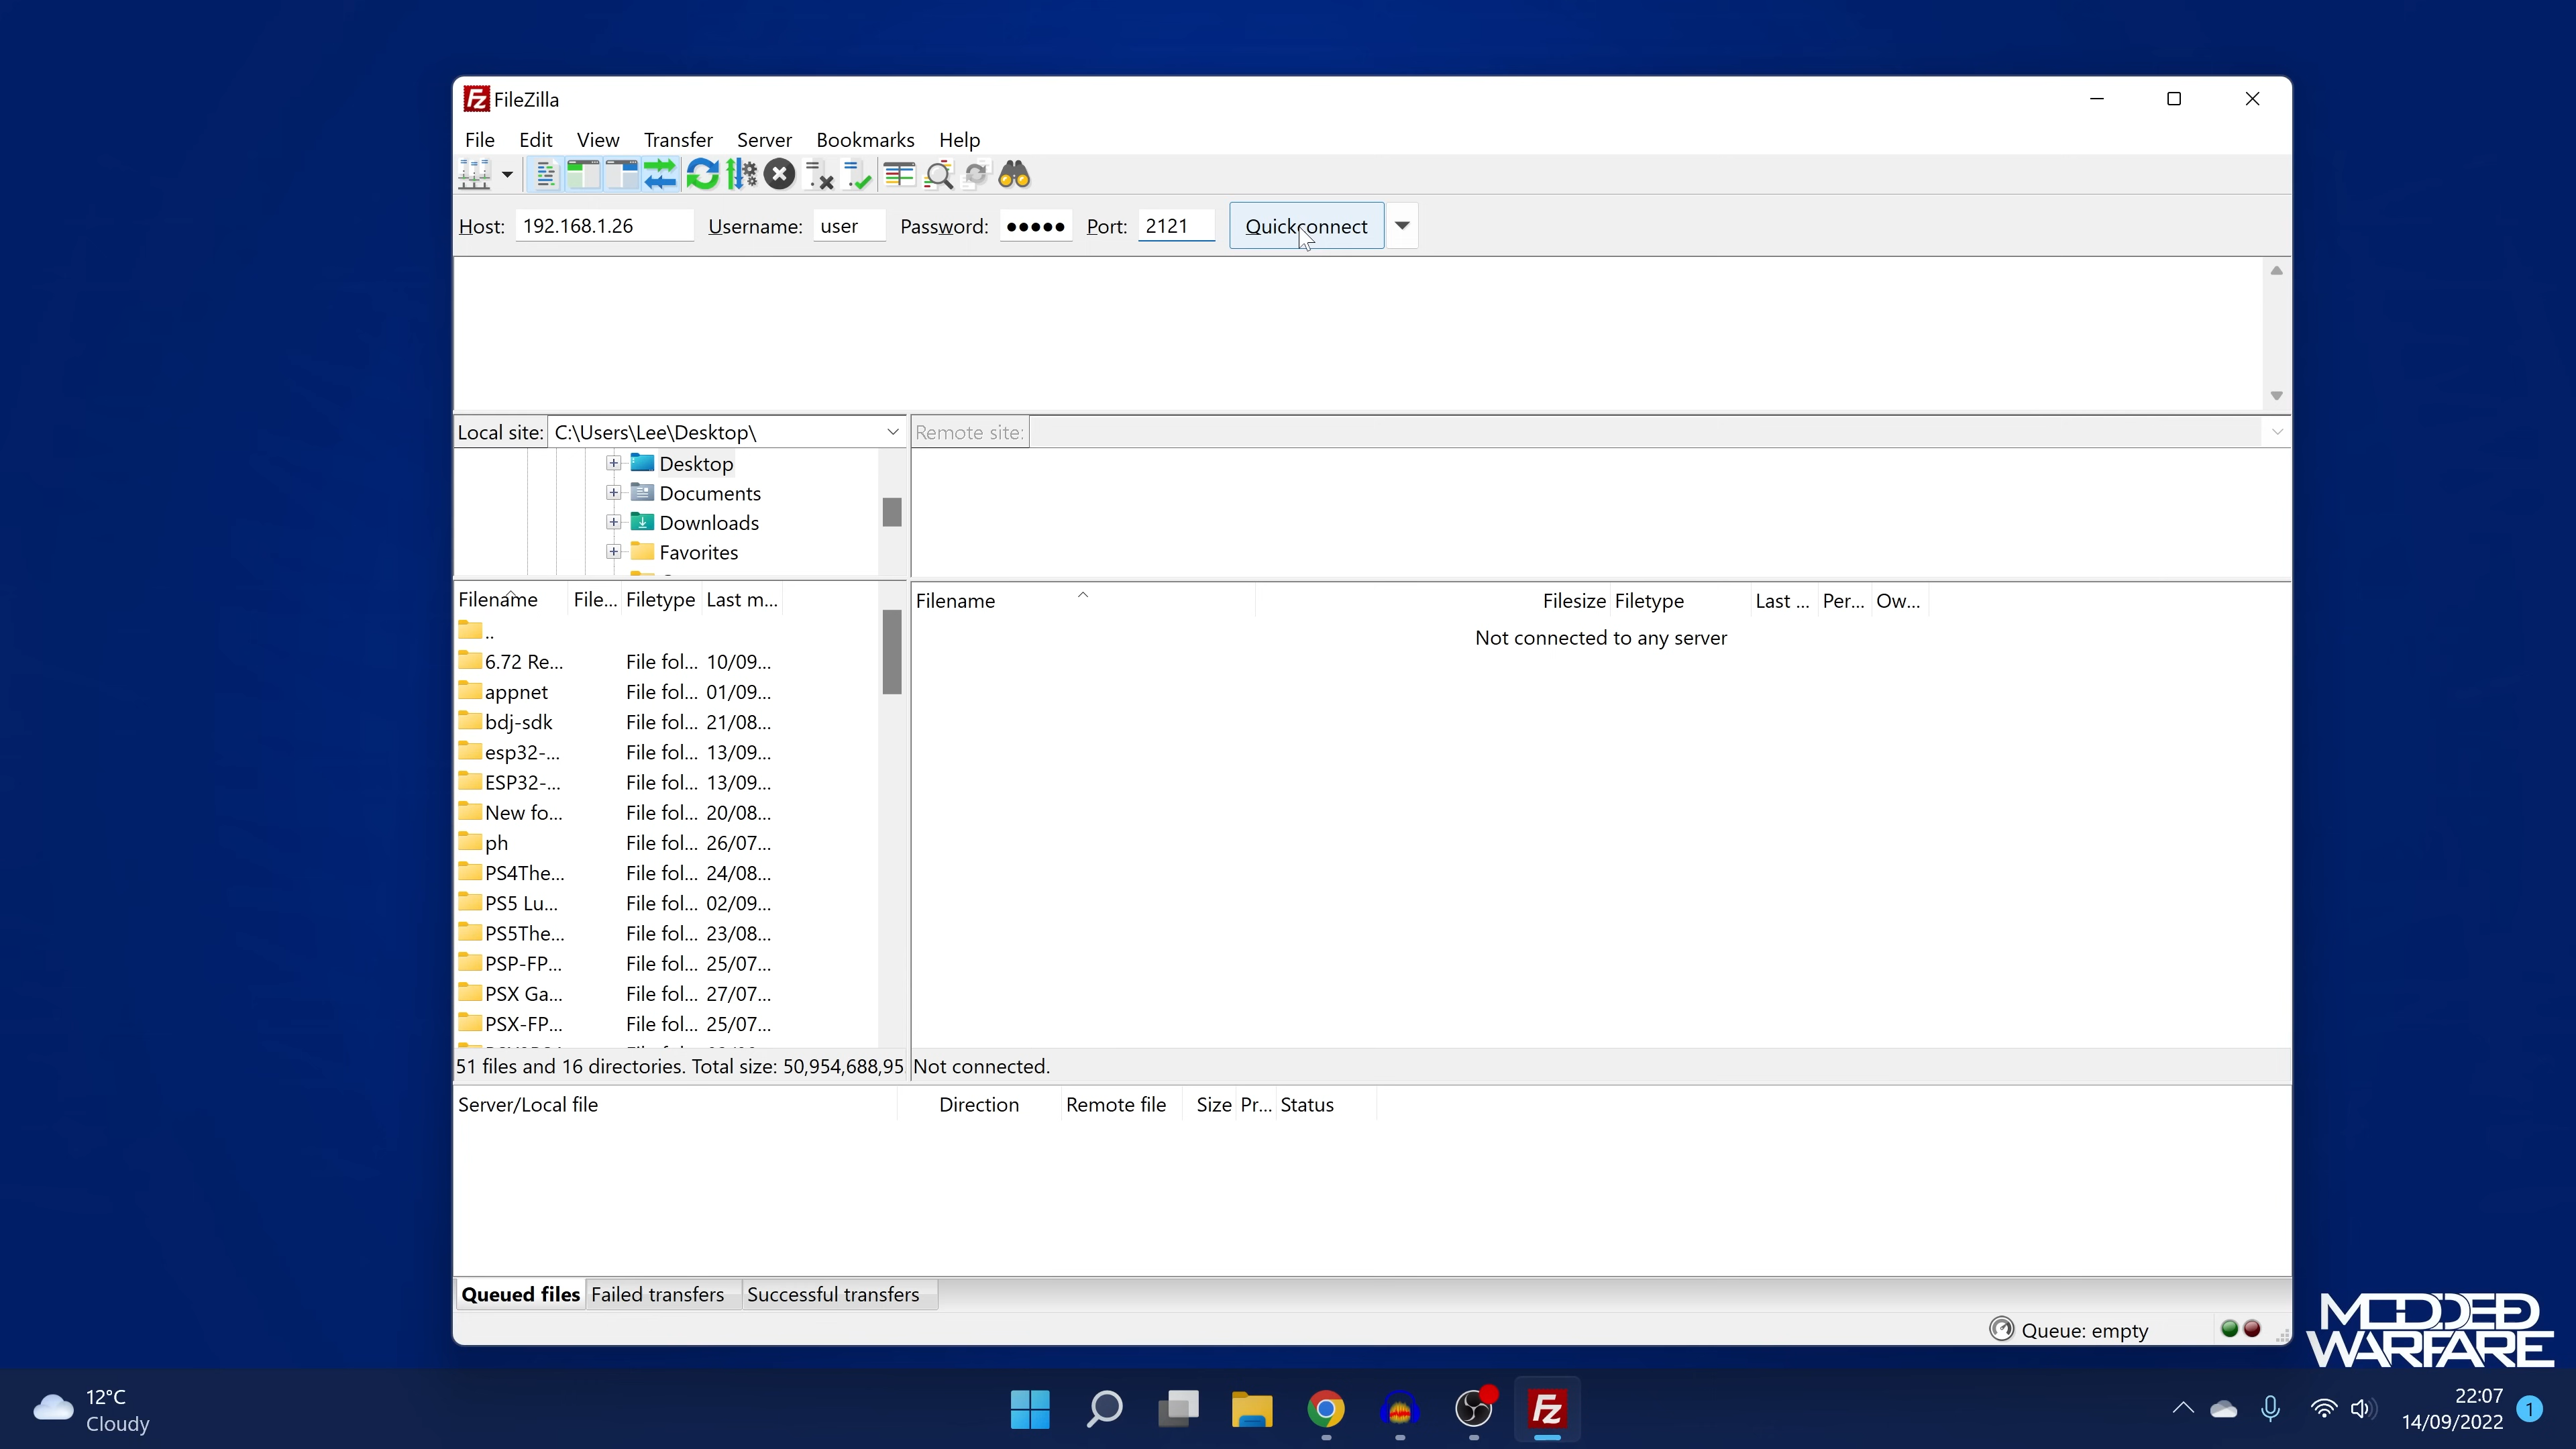 FileZilla
File Edit View Transfer Server Bookmarks Help
Host: 192.168.1.26 Username: user Password: ●●●●● Port: 2121 Quickconnect
Local site: C:\Users\Lee\Desktop\ Remote site:
Desktop
Documents
Downloads
Favorites
Filename File... Filetype Last m...
..
6.72 Re... File fol... 10/09...
appnet File fol... 01/09...
bdj-sdk File fol... 21/08...
esp32-... File fol... 13/09...
ESP32-... File fol... 13/09...
New fo... File fol... 20/08...
ph File fol... 26/07...
PS4The... File fol... 24/08...
PS5 Lu... File fol... 02/09...
PS5The... File fol... 23/08...
PSP-FP... File fol... 25/07...
PSX Ga... File fol... 27/07...
PSX-FP... File fol... 25/07...
51 files and 16 directories. Total size: 50,954,688,95
Filename Filesize Filetype Last ... Per... Ow...
Not connected to any server
Not connected.
Server/Local file Direction Remote file Size Pr... Status
Queued files Failed transfers Successful transfers
Queue: empty
MODDED
WARFARE
12°C
Cloudy
22:07
14/09/2022
1